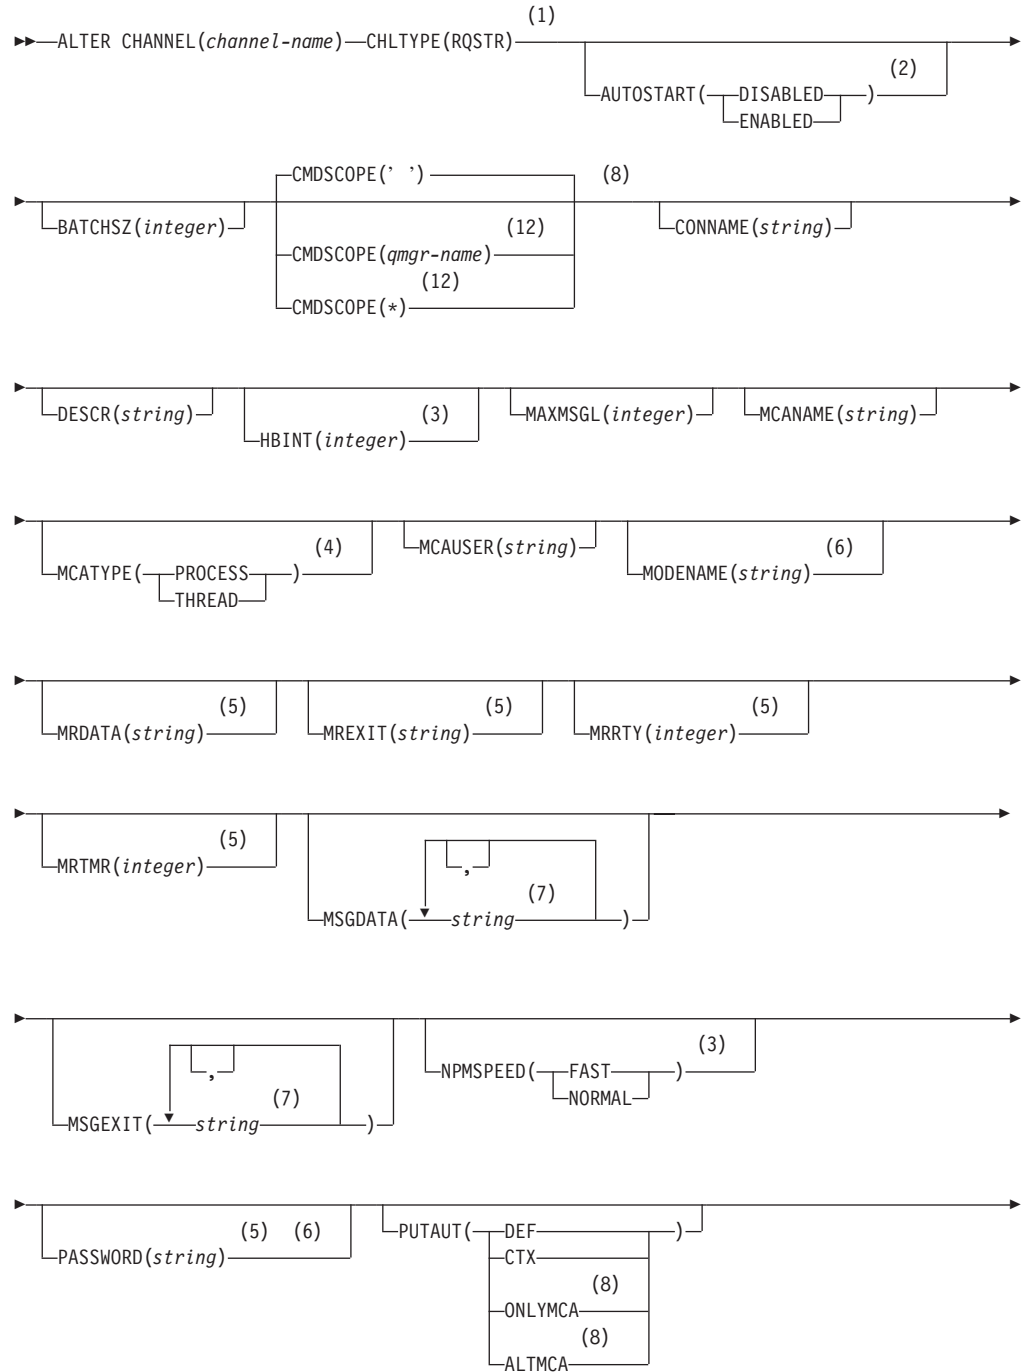 (1)
ALTER CHANNEL(channel-name) CHLTYPE(RQSTR)
(2)
AUTOSTART( DISABLED )
ENABLED
CMDSCOPE(' ') (8)
BATCHSZ(integer) (12) CONNAME(string)
CMDSCOPE(qmgr-name)
(12)
CMDSCOPE(*)
DESCR(string) (3) MAXMSGL(integer) MCANAME(string)
HBINT(integer)
(4) MCAUSER(string) (6)
MCATYPE( PROCESS ) MODENAME(string)
THREAD
(5) (5) (5)
MRDATA(string) MREXIT(string) MRRTY(integer)
(5)
MRTMR(integer) ,
(7)
MSGDATA( string )
(3)
, NPMSPEED( FAST )
(7) NORMAL
MSGEXIT( string )
(5) (6) PUTAUT( DEF )
PASSWORD(string) CTX
(8)
ONLYMCA
(8)
ALTMCA